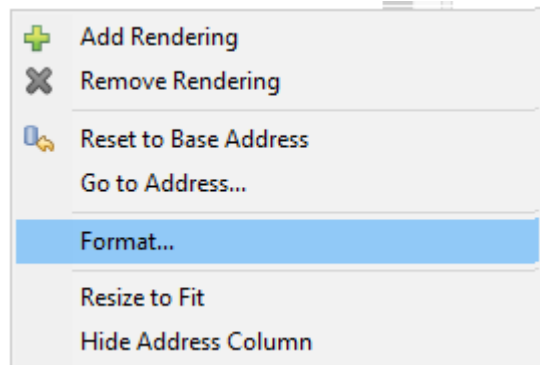 Add Rendering
Remove Rendering
Reset to Base Address
Go to Address...
Format...
Resize to Fit
Hide Address Column